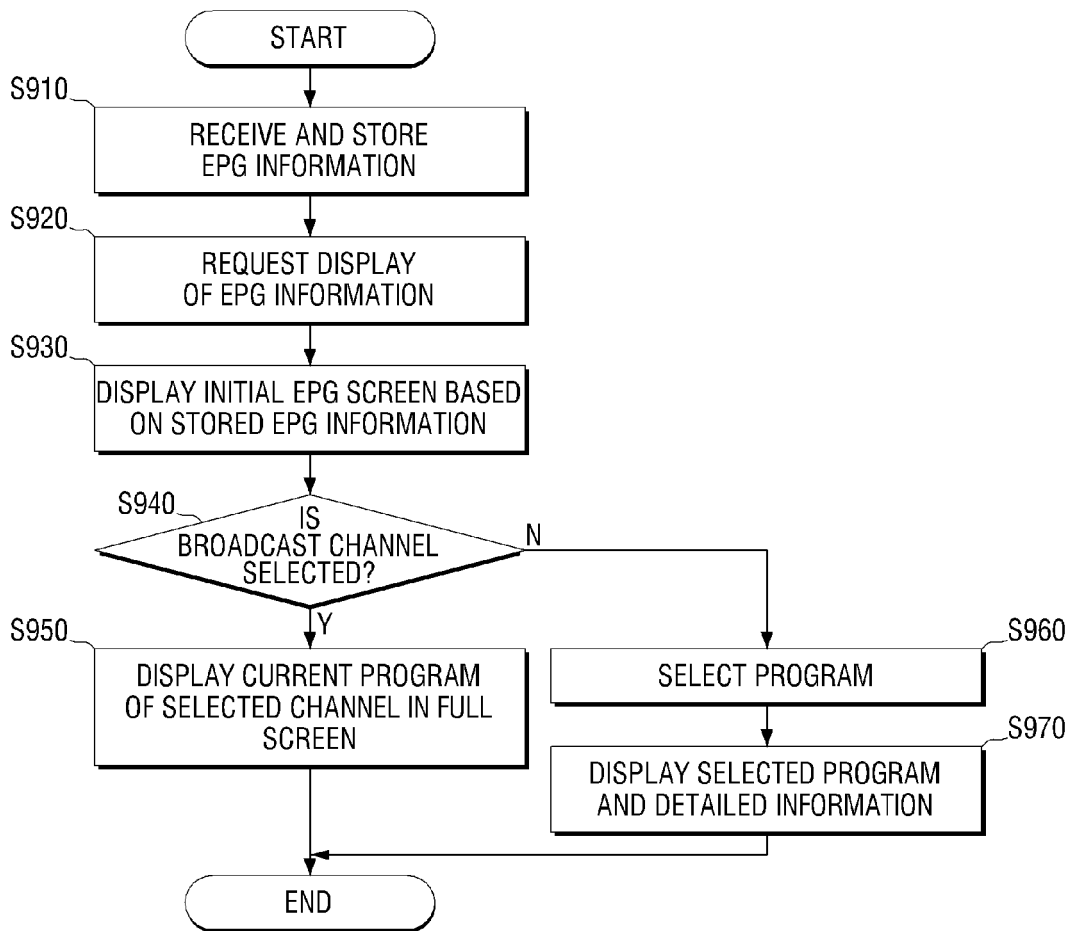 START
S910
RECEIVE AND STORE
EPG INFORMATION
S920
REQUEST DISPLAY
OF EPG INFORMATION
S930
DISPLAY INITIAL EPG SCREEN BASED
ON STORED EPG INFORMATION
S940
IS
BROADCAST CHANNEL
SELECTED?
N
Y
S950
DISPLAY CURRENT PROGRAM
OF SELECTED CHANNEL IN FULL
SCREEN
S960
SELECT PROGRAM
S970
DISPLAY SELECTED PROGRAM
AND DETAILED INFORMATION
END